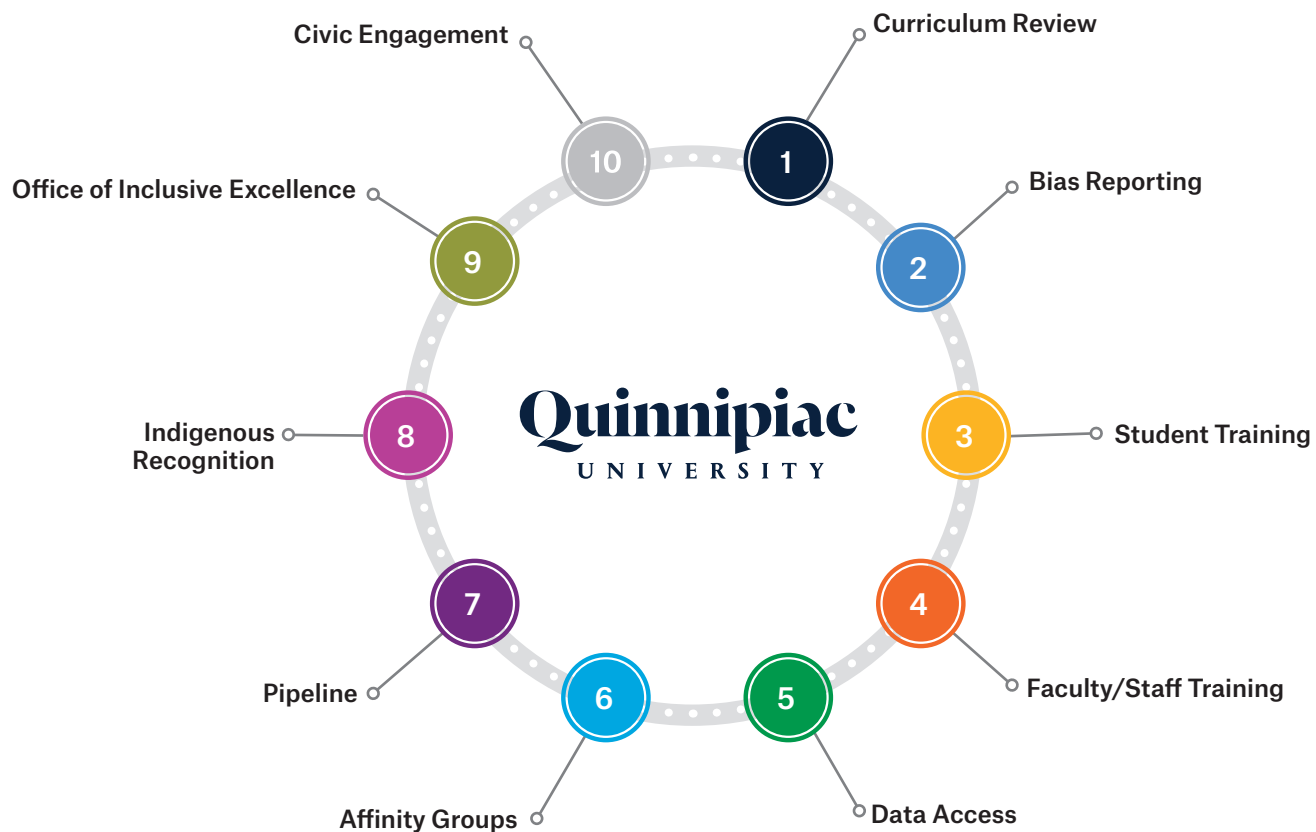 Civic Engagement
Curriculum Review
10
1
Office of Inclusive Excellence
Bias Reporting
9
2
Quinnipiac
UNIVERSITY
Indigenous
Recognition
8
3
Student Training
7
4
Pipeline
Faculty/Staff Training
6
5
Affinity Groups
Data Access